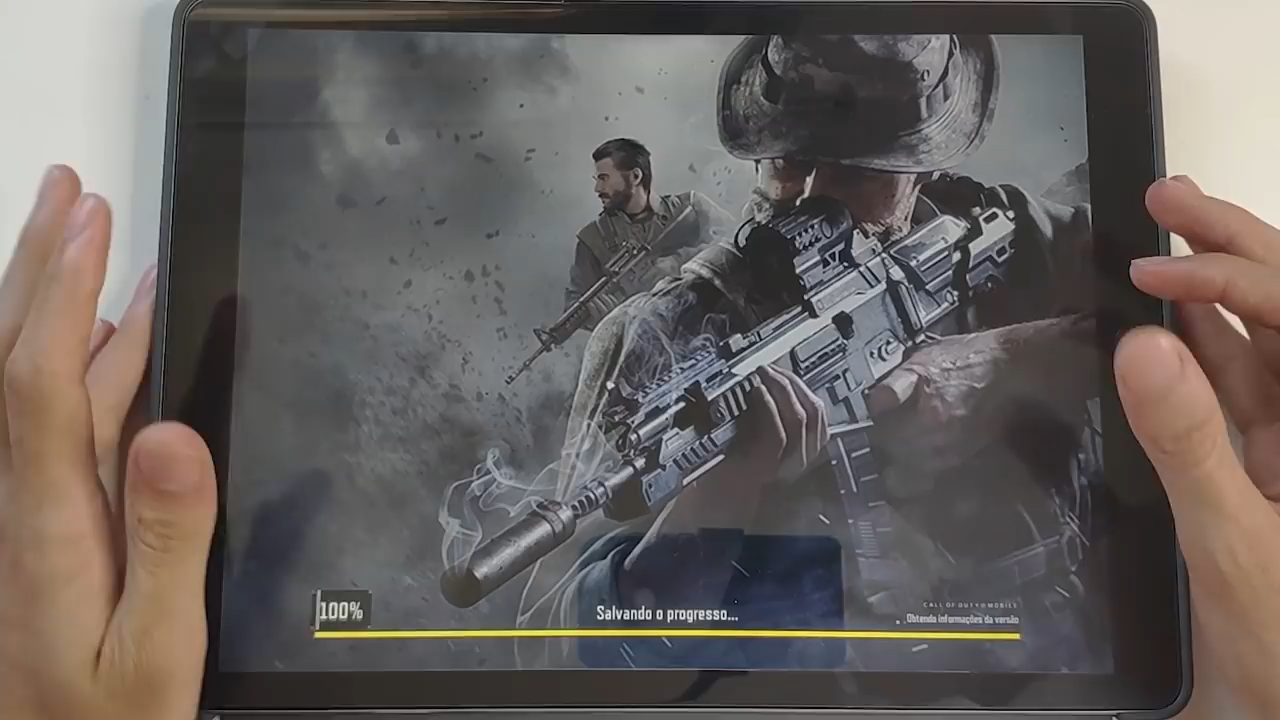 100%
Salvando o progresso...
CALL OF DUTY® MOBILE
Obtendo informações da versão